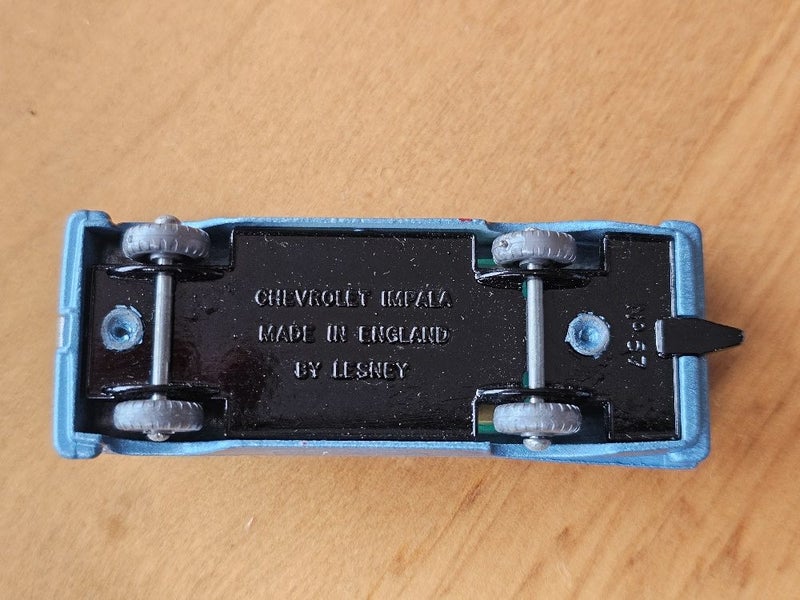 CHEVROLET IMPALA
MADE IN ENGLAND
BY LESNEY
No.57